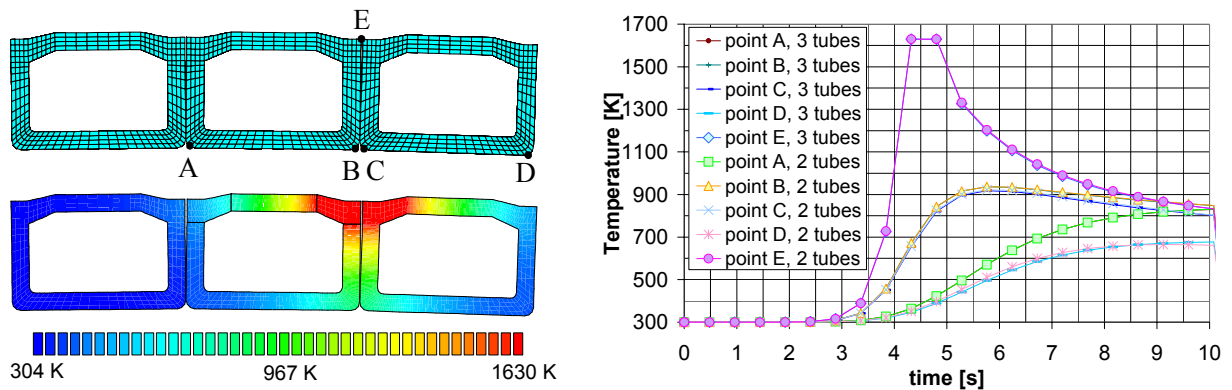 E
A
B
C
D
304 K
967 K
1630 K
Temperature [K]
1700
1500
1300
1100
900
700
500
300
point A, 3 tubes
point B, 3 tubes
point C, 3 tubes
point D, 3 tubes
point E, 3 tubes
point A, 2 tubes
point B, 2 tubes
point C, 2 tubes
point D, 2 tubes
point E, 2 tubes
0 1 2 3 4 5 6 7 8 9 10
time [s]